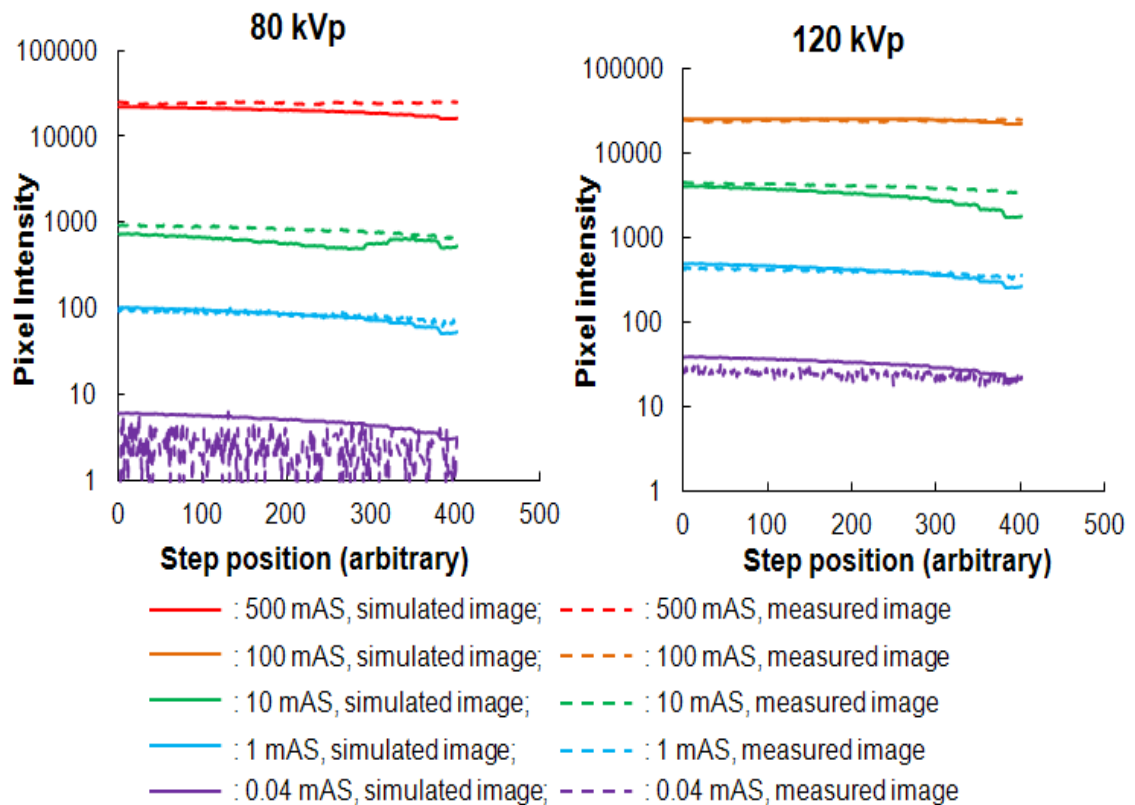 80 kVp
100000
10000
1000
100
10
1
Pixel Intensity
0 100 200 300 400 500
Step position (arbitrary)
120 kVp
100000
10000
1000
100
10
1
Pixel intensity
0 100 200 300 400 500
Step position (arbitrary)
: 500 mAS, simulated image; : 500 mAS, measured image
: 100 mAS, simulated image; : 100 mAS, measured image
: 10 mAS, simulated image; : 10 mAS, measured image
: 1 mAS, simulated image; : 1 mAS, measured image
: 0.04 mAS, simulated image; : 0.04 mAS, measured image